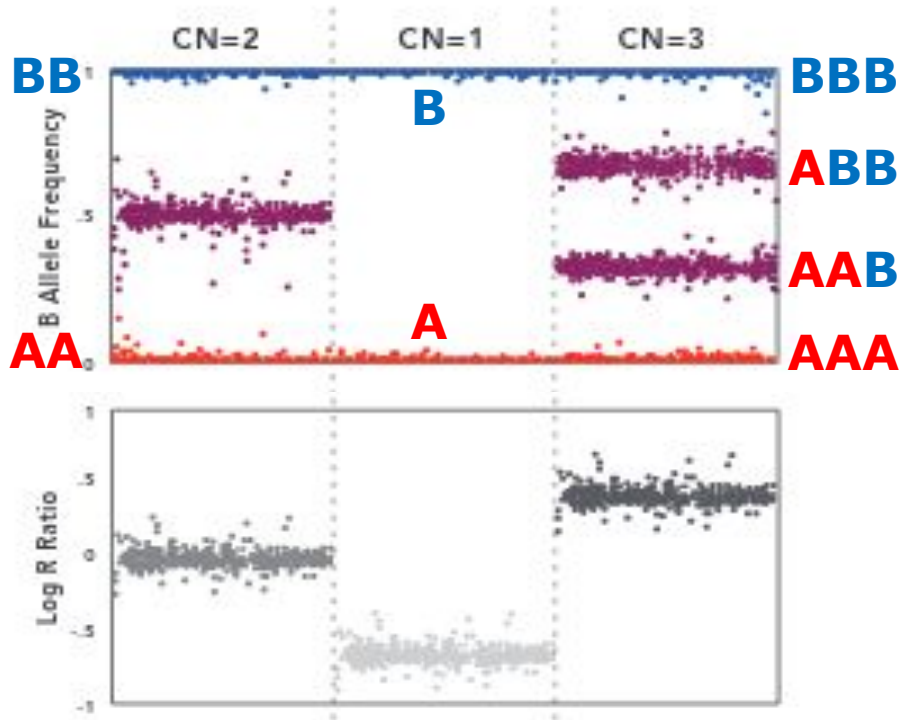 CN=2 CN=1 CN=3
BB 1 BBB
B
ABB
.5
B Allele Frequency
AAB
A
AA 0 AAA
1
.5
Log R Ratio
0
-.5
-1